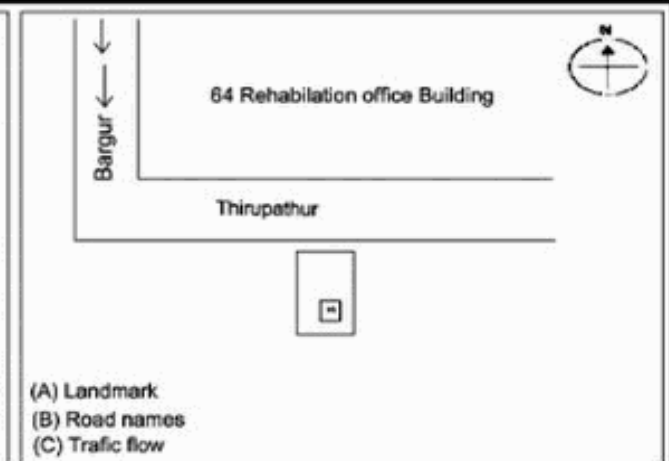 N
64 Rehabilation office Building
Bargur
Thirupathur
(A) Landmark
(B) Road names
(C) Trafic flow